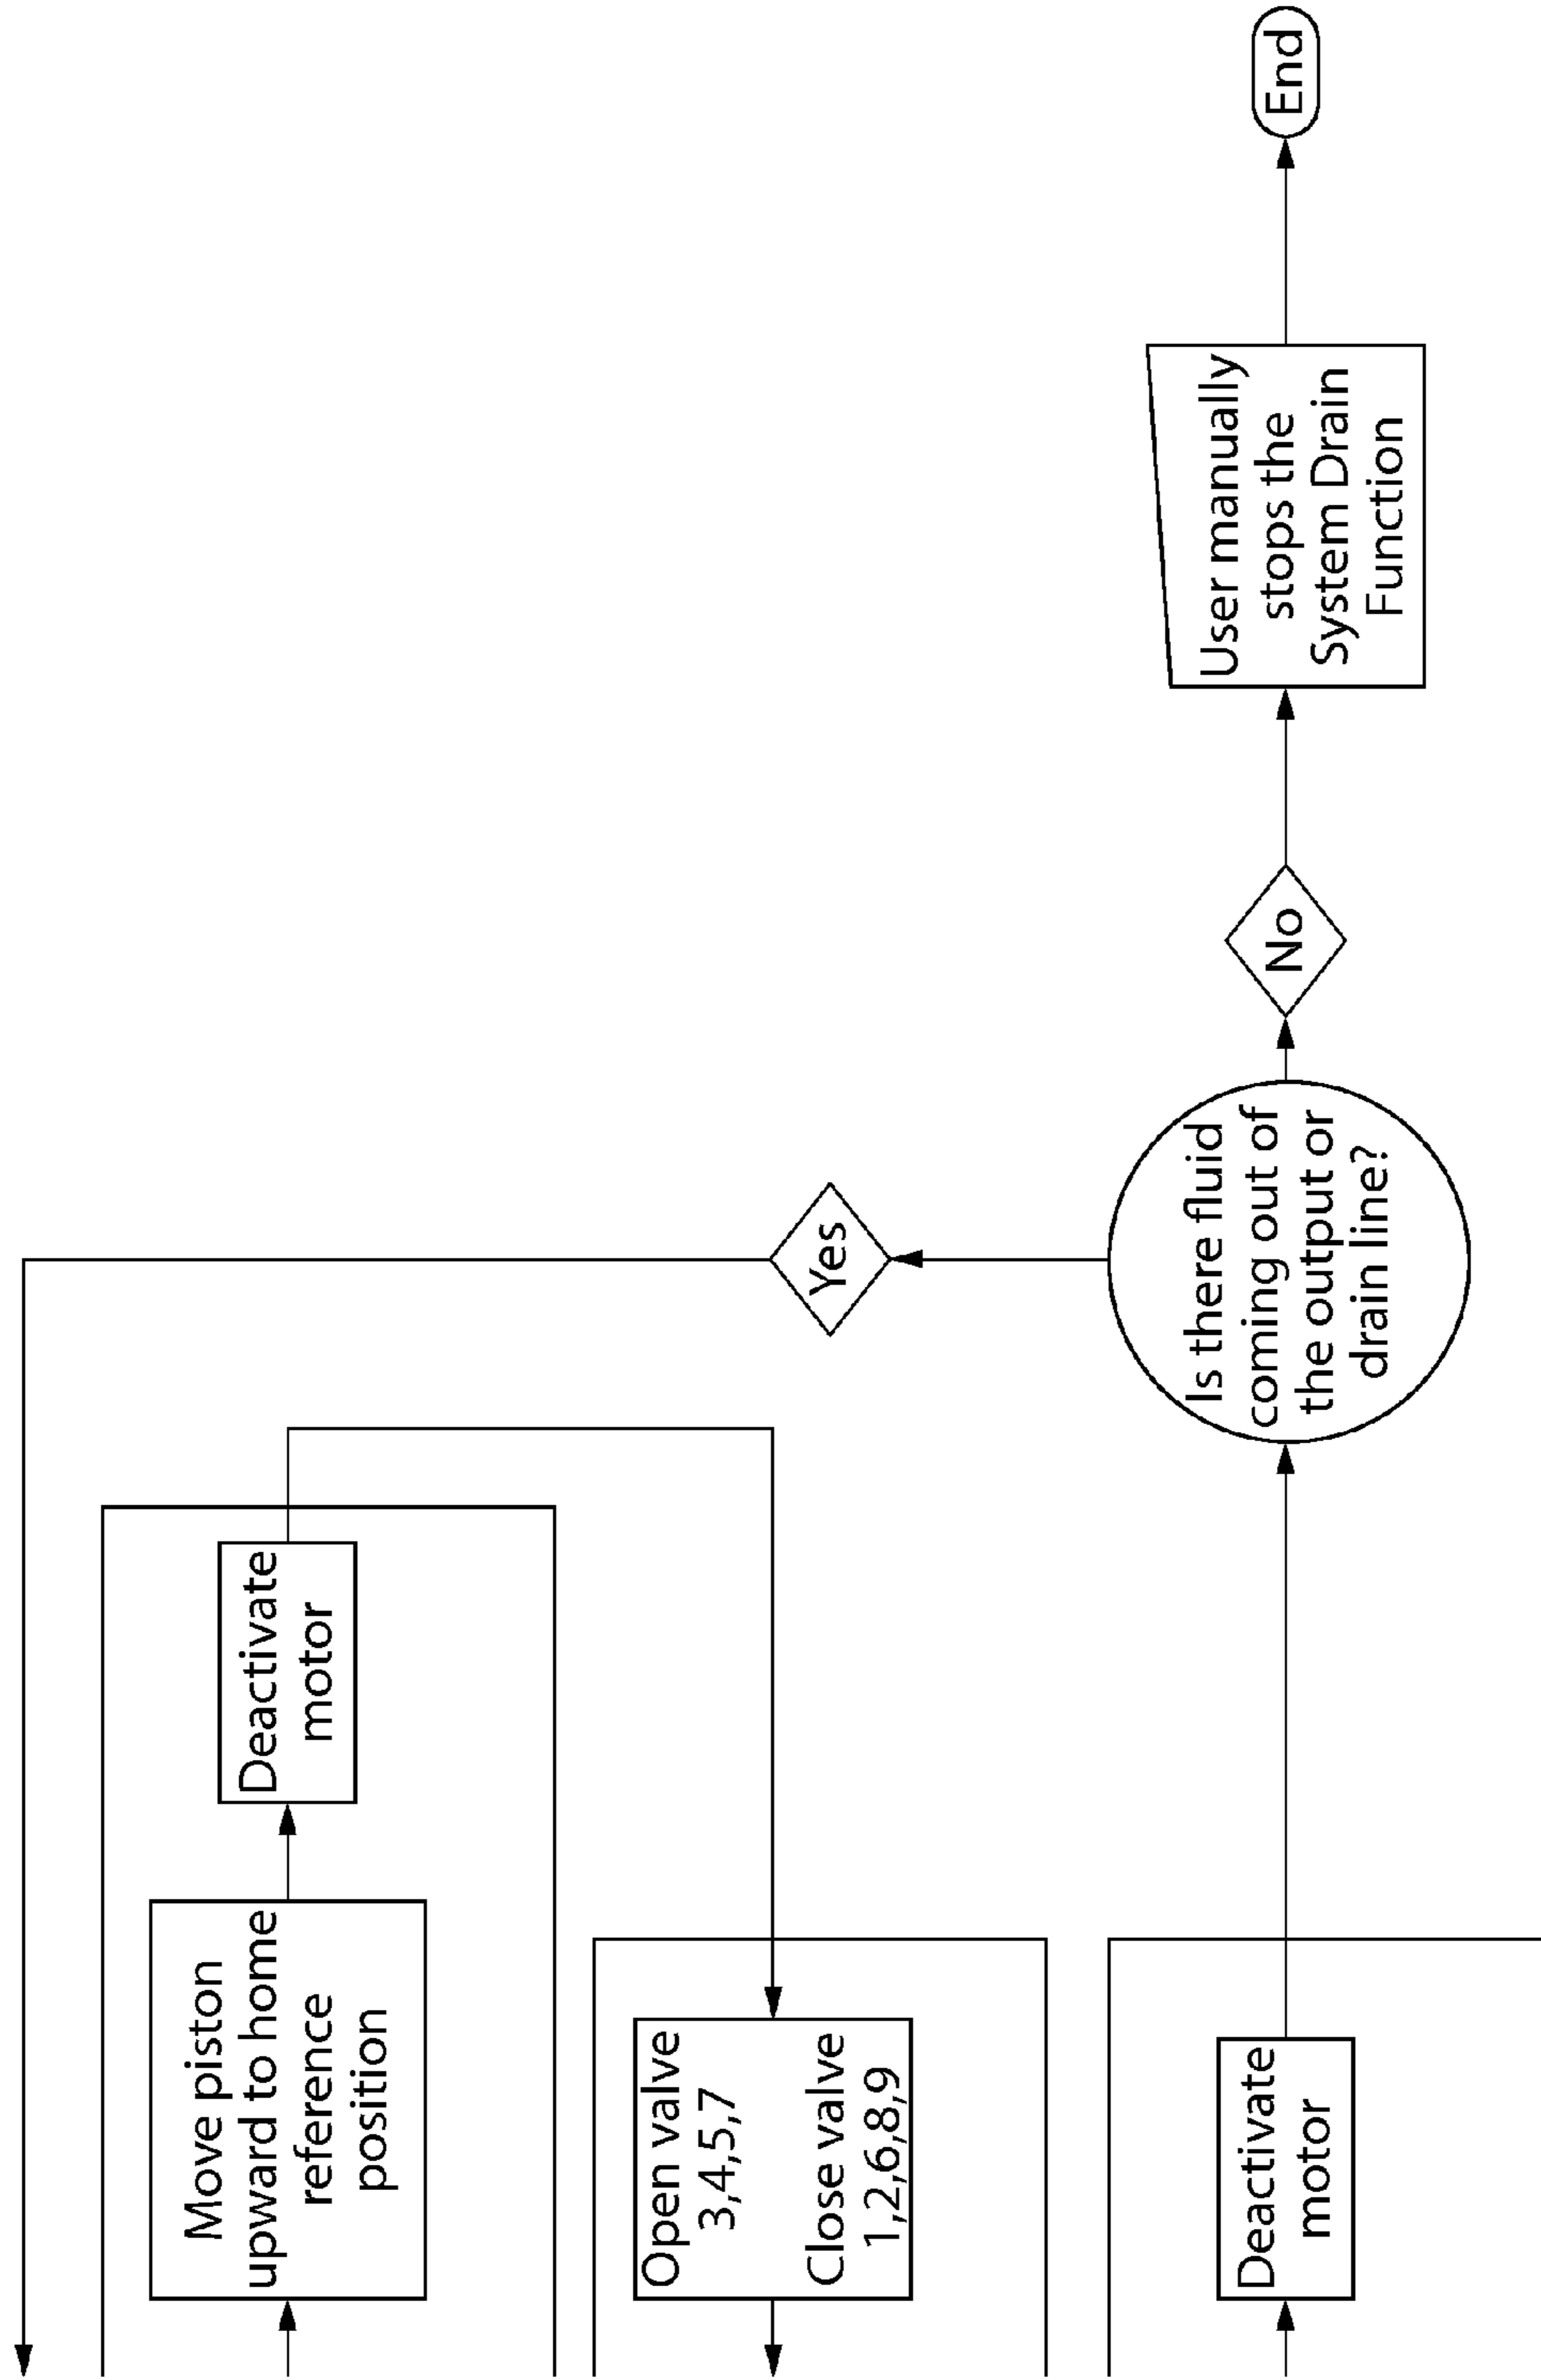 Move piston
upward to home
reference
position
Deactivate
motor
Open valve
3,4,5,7
Close valve
1,2,6,8,9
Yes
Deactivate
motor
Is there fluid
coming out of
the output or
drain line?
No
User manually
stops the
System Drain
Function
End